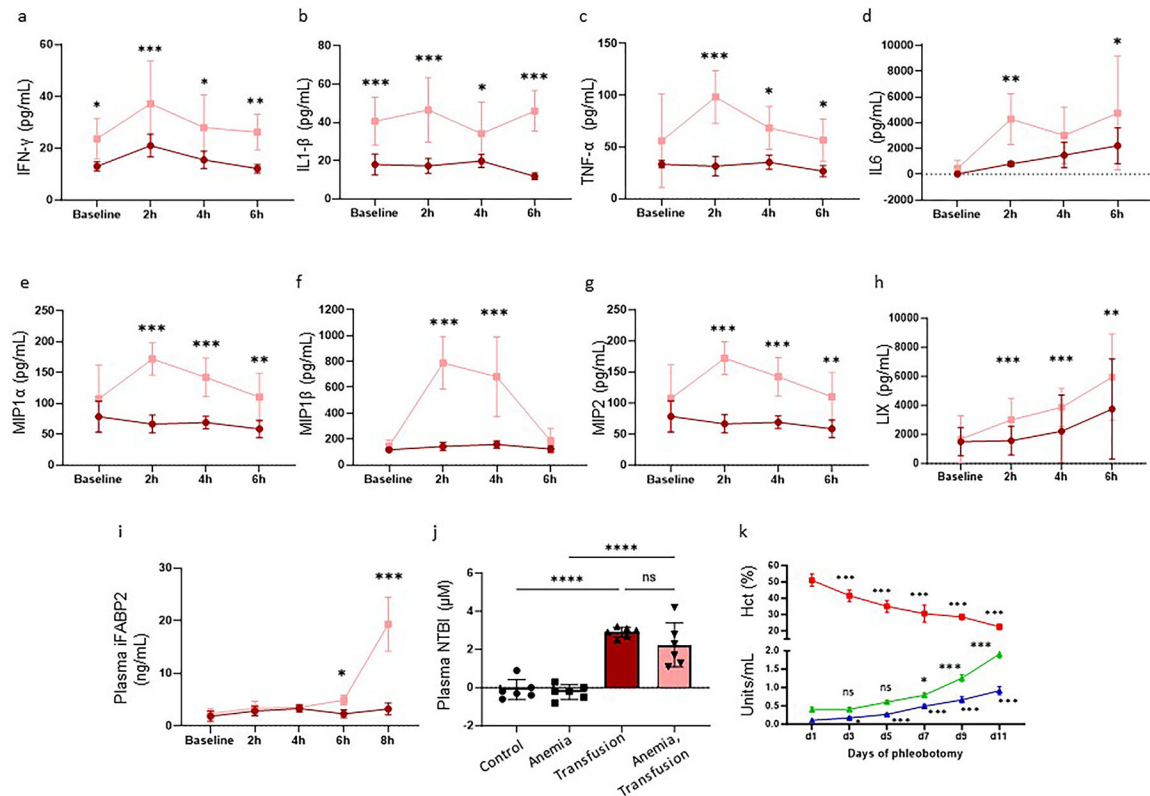 a
IFN-γ (pg/mL)
60
40
20
0
*
***
*
**
Baseline 2h 4h 6h
b
IL1-β (pg/mL)
80
60
40
20
0
***
***
*
***
Baseline 2h 4h 6h
c
TNF-α (pg/mL)
150
100
50
0
***
*
*
Baseline 2h 4h 6h
d
IL6 (pg/mL)
10000
8000
6000
4000
2000
0
-2000
**
*
Baseline 2h 4h 6h
e
MIP1α (pg/mL)
250
200
150
100
50
0
***
***
**
Baseline 2h 4h 6h
f
MIP1β (pg/mL)
1200
1000
800
600
400
200
0
***
***
Baseline 2h 4h 6h
g
MIP2 (pg/mL)
250
200
150
100
50
0
***
***
**
Baseline 2h 4h 6h
h
LIX (pg/mL)
10000
8000
6000
4000
2000
0
***
***
**
Baseline 2h 4h 6h
i
Plasma iFABP2
(ng/mL)
30
20
10
0
*
***
Baseline 2h 4h 6h 8h
j
Plasma NTBI (μM)
6
4
2
0
-2
****
****
ns
Control
Anemia
Transfusion
Anemia,
Transfusion
k
Hct (%)
60
50
40
30
20
***
***
***
***
***
Units/mL
2.0
1.5
1.0
0.5
0.0
ns
ns
*
***
***
*
***
***
***
***
d1 d3 d5 d7 d9 d11
Days of phleobotomy